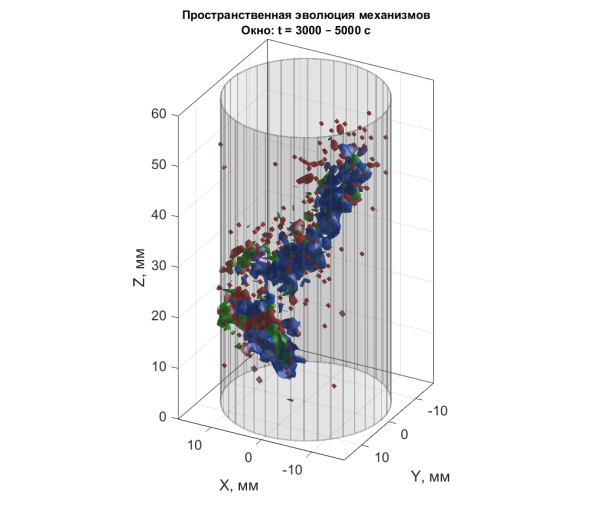 Пространственная эволюция механизмов
Окно: t = 3000 – 5000 с
60
50
40
30
20
10
0
Z, мм
10
0
-10
X, мм
-10
0
10
Y, мм